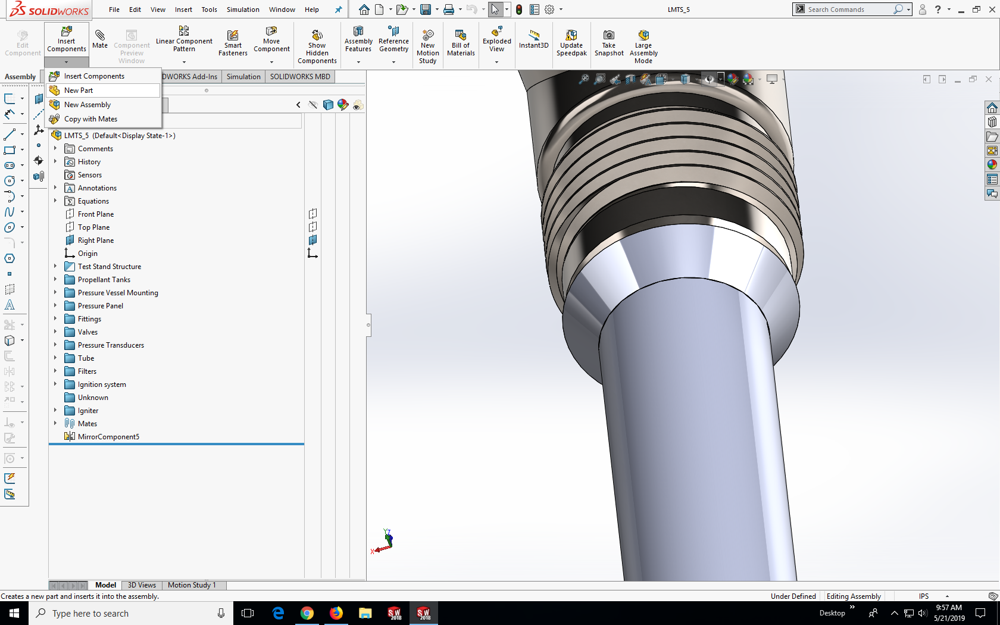 SOLIDWORKS
File Edit View Insert Tools Simulation Window Help
LMTS_5
Search Commands
?
Edit Component
Insert Components
Mate
Component Preview Window
Linear Component Pattern
Smart Fasteners
Move Component
Show Hidden Components
Assembly Features
Reference Geometry
New Motion Study
Bill of Materials
Exploded View
Instant3D
Update Speedpak
Take Snapshot
Large Assembly Mode
Assembly
DWORKS Add-Ins Simulation SOLIDWORKS MBD
Insert Components
New Part
New Assembly
Copy with Mates
LMTS_5 (Default<Display State-1>)
Comments
History
Sensors
Annotations
Equations
Front Plane
Top Plane
Right Plane
Origin
Test Stand Structure
Propellant Tanks
Pressure Vessel Mounting
Pressure Panel
Fittings
Valves
Pressure Transducers
Tube
Filters
Ignition system
Unknown
Igniter
Mates
MirrorComponent5
Y Z
X
Model 3D Views Motion Study 1
Creates a new part and inserts it into the assembly.
Under Defined Editing Assembly IPS
Type here to search
SW 2018
SW 2018
Desktop
9:57 AM
5/21/2019